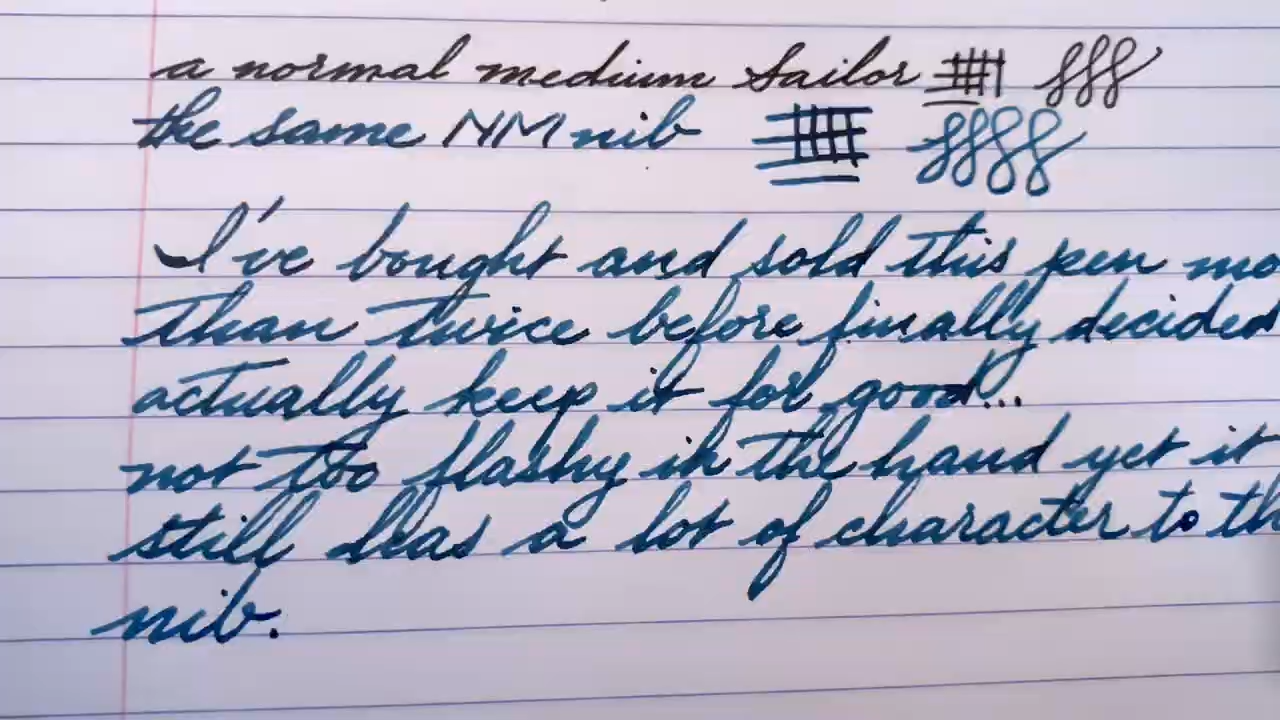 a normal medium Sailor
the same NM nib
I've bought and sold this pen mo
than twice before finally decided
actually keep it for good...
not too flashy in the hand yet it
still has a lot of character to th
nib.